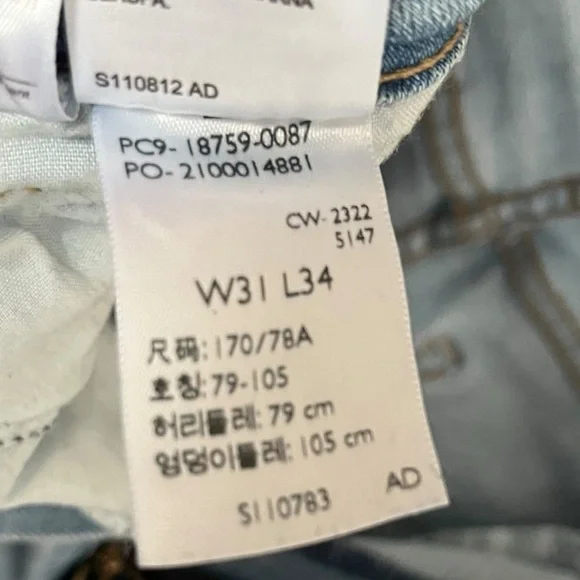 S110812 AD
PC9-18759-0087
PO-2100014881
CW-2322
5147
W31 L34
尺码:170/78A
호칭:79-105
허리둘레:79 cm
엉덩이둘레:105 cm
S110783 AD